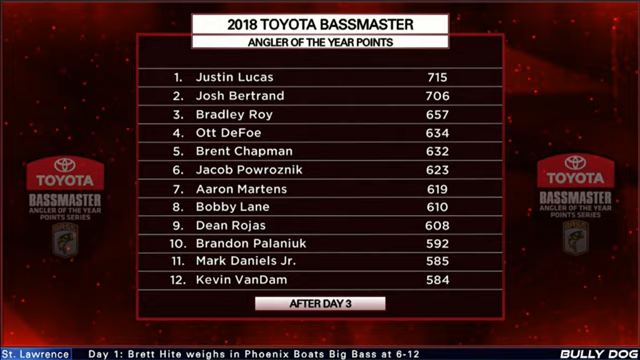 2018 TOYOTA BASSMASTER
ANGLER OF THE YEAR POINTS
1. Justin Lucas 715
2. Josh Bertrand 706
3. Bradley Roy 657
4. Ott DeFoe 634
5. Brent Chapman 632
6. Jacob Powroznik 623
7. Aaron Martens 619
8. Bobby Lane 610
9. Dean Rojas 608
10. Brandon Palaniuk 592
11. Mark Daniels Jr. 585
12. Kevin VanDam 584
AFTER DAY 3
TOYOTA
BASSMASTER
ANGLER OF THE YEAR
POINTS SERIES
TOYOTA
BASSMASTER
ANGLER OF THE YEAR
POINTS SERIES
St. Lawrence Day 1: Brett Hite weighs in Phoenix Boats Big Bass at 6-12 BULLY DOG